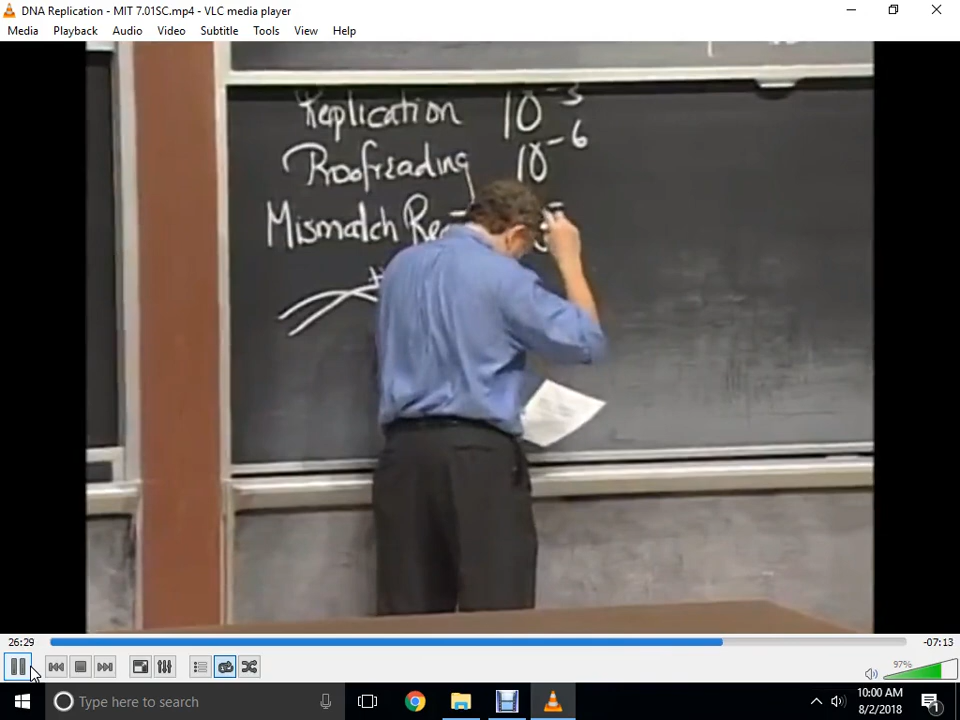 DNA Replication - MIT 7.01SC.mp4 - VLC media player
Media Playback Audio Video Subtitle Tools View Help
Replication 10
Proofreading 10⁻⁶
Mismatch
26:29
-07:13
97%
Type here to search
10:00 AM
8/2/2018
1